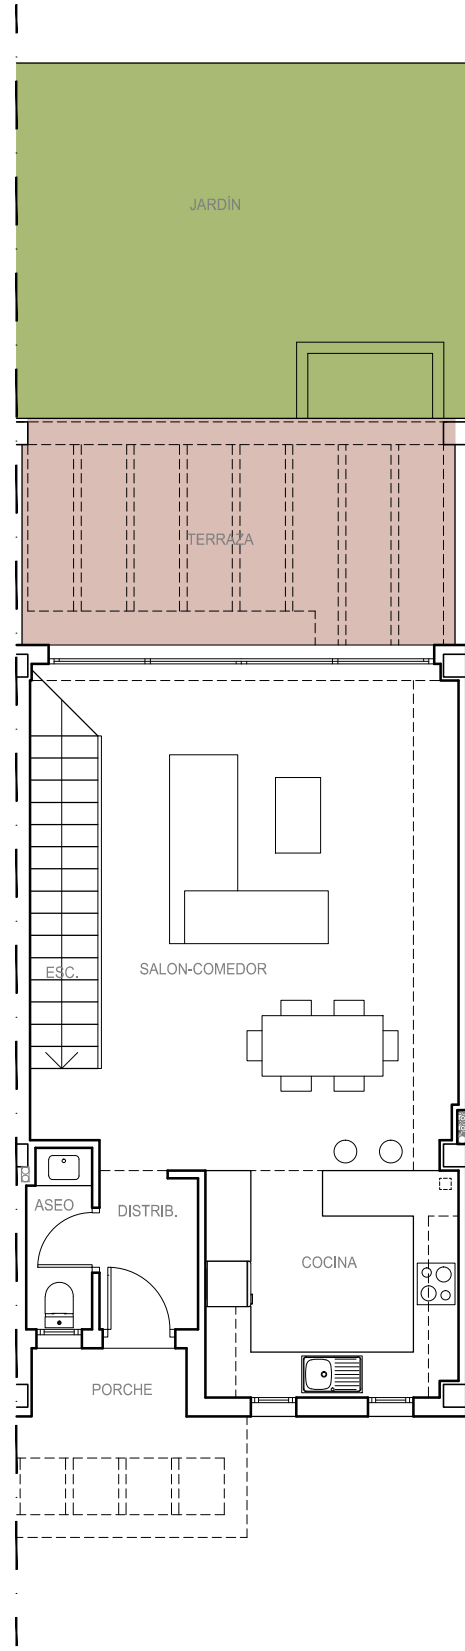 JARDÍN
TERRAZA
ESC.
SALON-COMEDOR
ASEO
DISTRIB.
COCINA
PORCHE